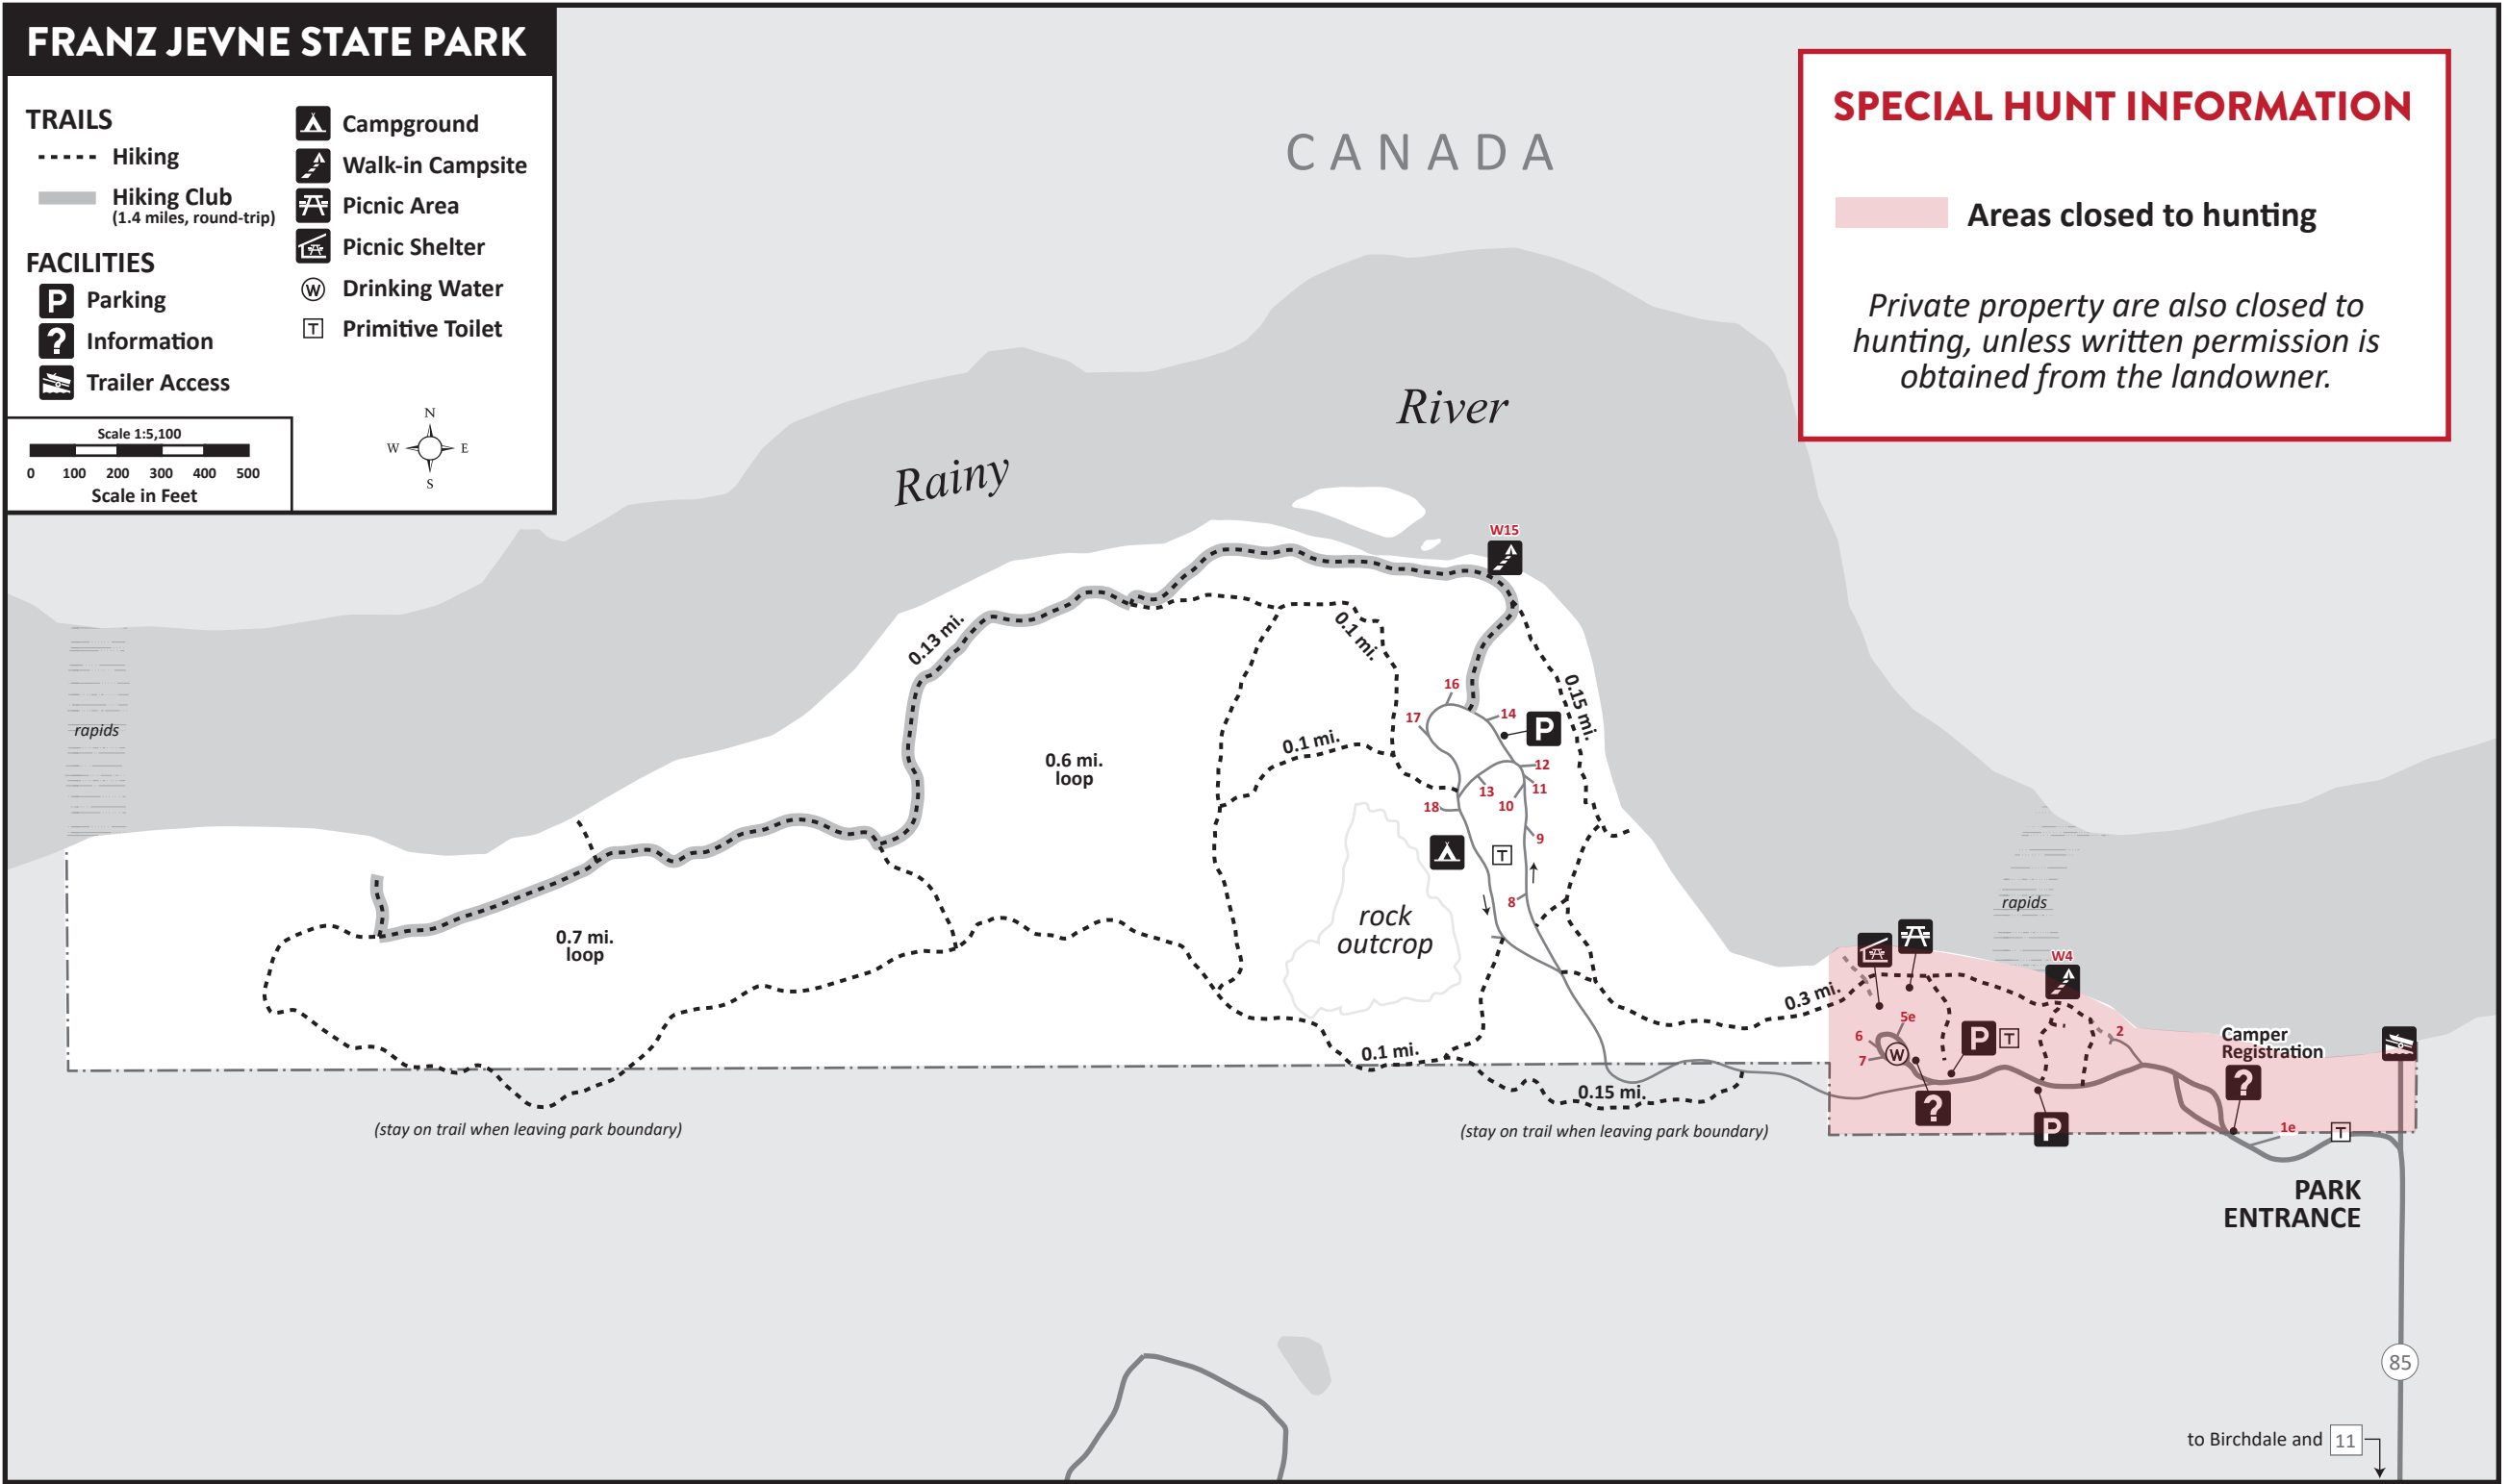 FRANZ JEVNE STATE PARK
TRAILS
Hiking
Hiking Club
(1.4 miles, round-trip)
FACILITIES
P Parking
? Information
Trailer Access
Campground
Walk-in Campsite
Picnic Area
Picnic Shelter
W Drinking Water
T Primitive Toilet
Scale 1:5,100
0 100 200 300 400 500
Scale in Feet
N
W E
S
SPECIAL HUNT INFORMATION
Areas closed to hunting
Private property are also closed to
hunting, unless written permission is
obtained from the landowner.
CANADA
River
Rainy
W15
0.13 mi.
0.1 mi.
0.15 mi.
16
17
14
P
rapids
0.1 mi.
0.6 mi.
loop
12
13
11
10
18
9
T
8
rock
outcrop
0.7 mi.
loop
rapids
W4
0.3 mi.
5e
6
7
W
P
T
2
Camper
Registration
?
?
P
1e
T
0.1 mi.
0.15 mi.
(stay on trail when leaving park boundary)
(stay on trail when leaving park boundary)
PARK
ENTRANCE
85
to Birchdale and 11